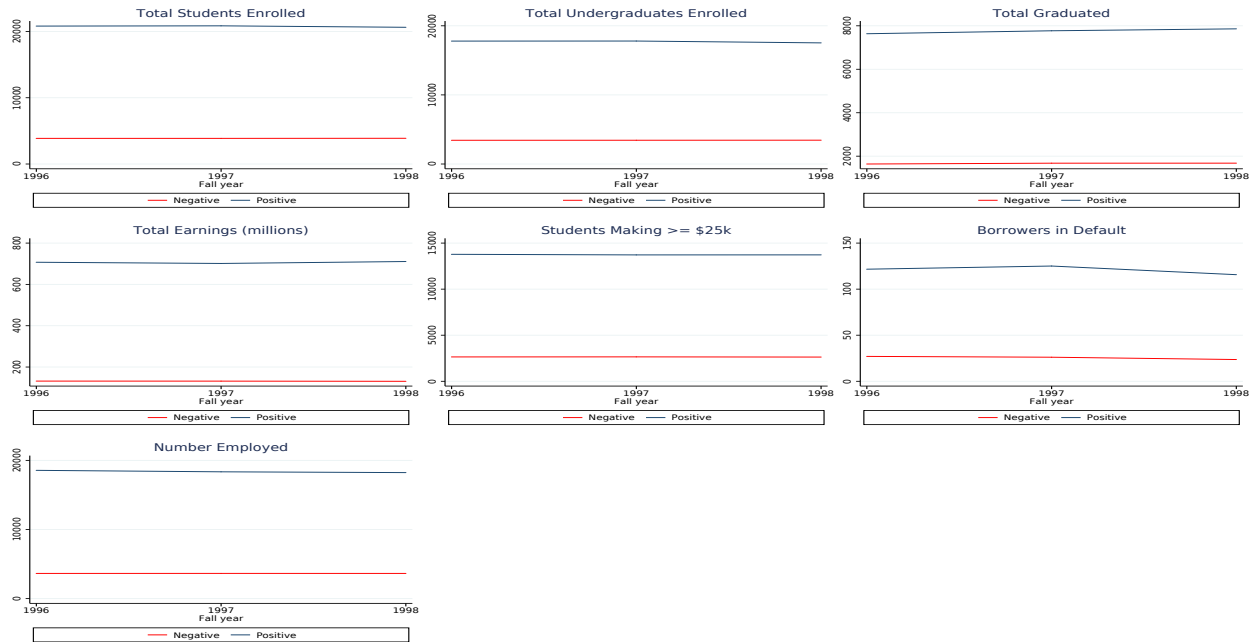 Total Students Enrolled
20000
10000
0
1996 1997 1998
Fall year
Negative Positive
Total Undergraduates Enrolled
20000
10000
0
1996 1997 1998
Fall year
Negative Positive
Total Graduated
8000
6000
4000
2000
1996 1997 1998
Fall year
Negative Positive
Total Earnings (millions)
800
600
400
200
1996 1997 1998
Fall year
Negative Positive
Students Making >= $25k
15000
10000
5000
0
1996 1997 1998
Fall year
Negative Positive
Borrowers in Default
150
100
50
0
1996 1997 1998
Fall year
Negative Positive
Number Employed
20000
10000
0
1996 1997 1998
Fall year
Negative Positive